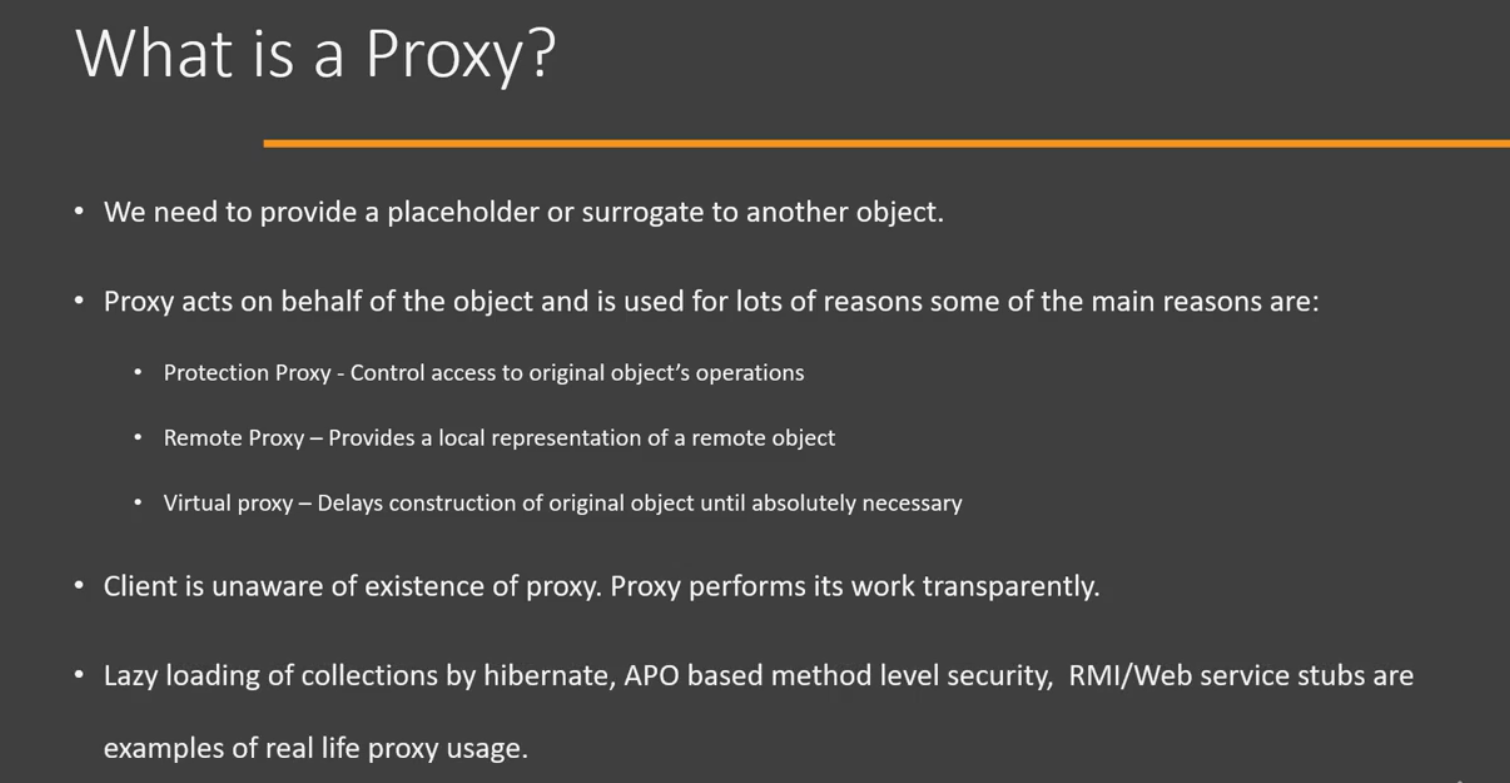 What is a Proxy?
• We need to provide a placeholder or surrogate to another object.
• Proxy acts on behalf of the object and is used for lots of reasons some of the main reasons are:
• Protection Proxy - Control access to original object’s operations
• Remote Proxy – Provides a local representation of a remote object
• Virtual proxy – Delays construction of original object until absolutely necessary
• Client is unaware of existence of proxy. Proxy performs its work transparently.
• Lazy loading of collections by hibernate, APO based method level security,  RMI/Web service stubs are
examples of real life proxy usage.